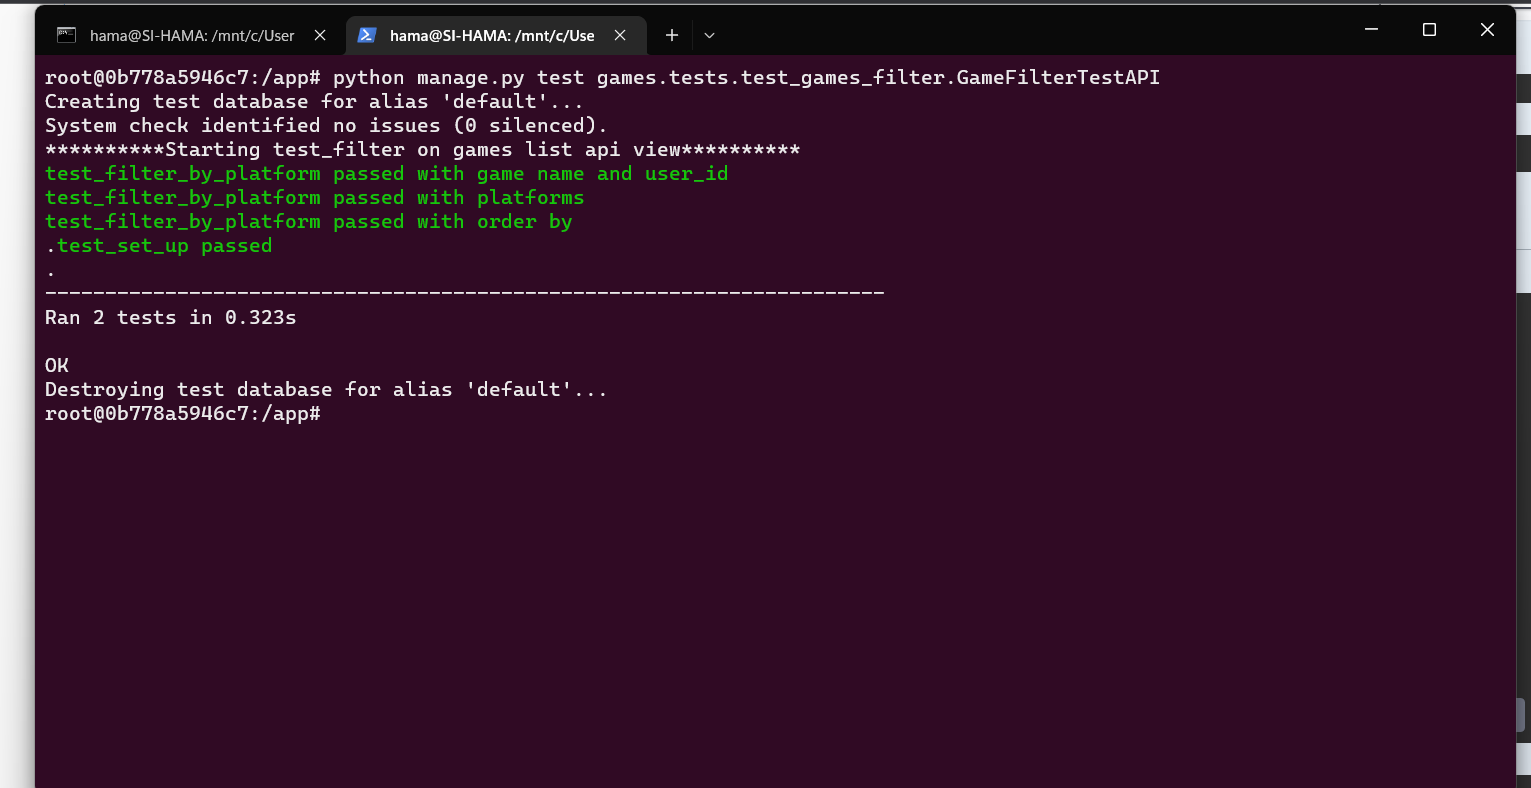 hama@SI-HAMA: /mnt/c/User
hama@SI-HAMA: /mnt/c/Use
root@0b778a5946c7:/app# python manage.py test games.tests.test_games_filter.GameFilterTestAPI
Creating test database for alias 'default'...
System check identified no issues (0 silenced).
**********Starting test_filter on games list api view**********
test_filter_by_platform passed with game name and user_id
test_filter_by_platform passed with platforms
test_filter_by_platform passed with order by
.test_set_up passed
.
----------------------------------------------------------------------
Ran 2 tests in 0.323s
OK
Destroying test database for alias 'default'...
root@0b778a5946c7:/app#